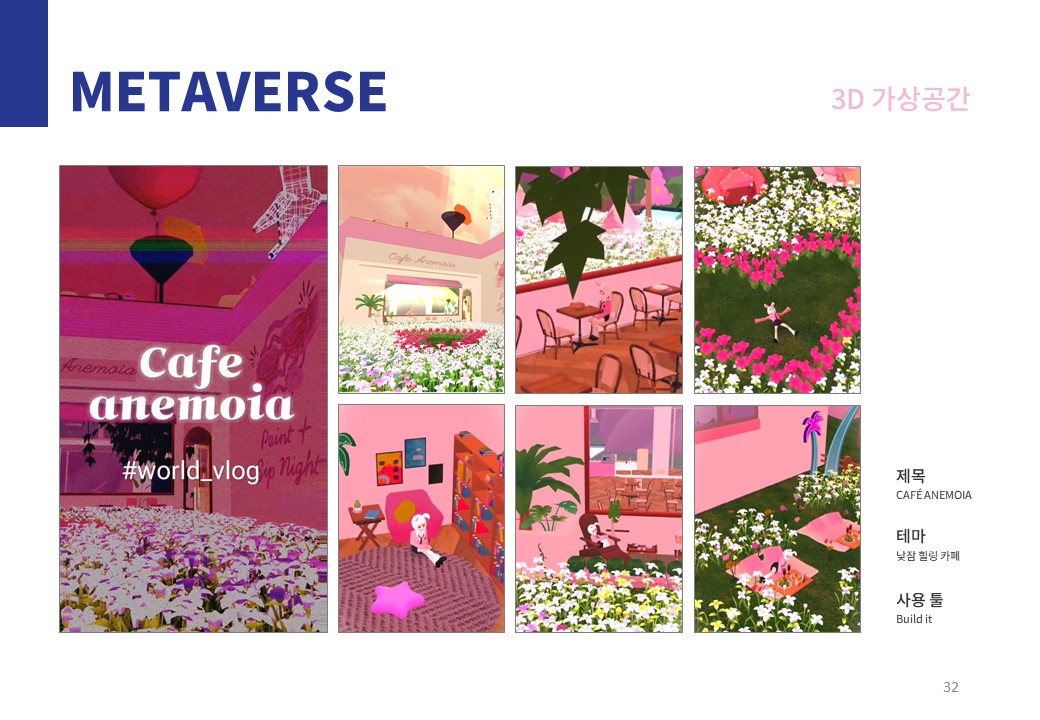 METAVERSE
3D 가상공간
Cafe
anemoia
#world_vlog
Anemoia
Paint +
Sip Night
Cafe Anemoia
제목
CAFÉ ANEMOIA
테마
낮잠 힐링 카페
사용 툴
Build it
32